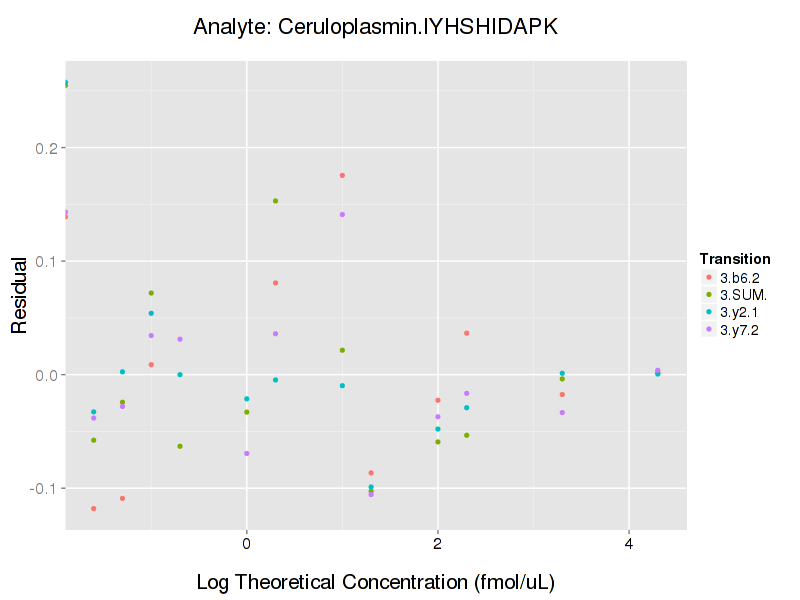 Analyte: Ceruloplasmin.IYHSHIDAPK
Residual
0.2
0.1
0.0
-0.1
0
2
4
Log Theoretical Concentration (fmol/uL)
Transition
3.b6.2
3.SUM.
3.y2.1
3.y7.2